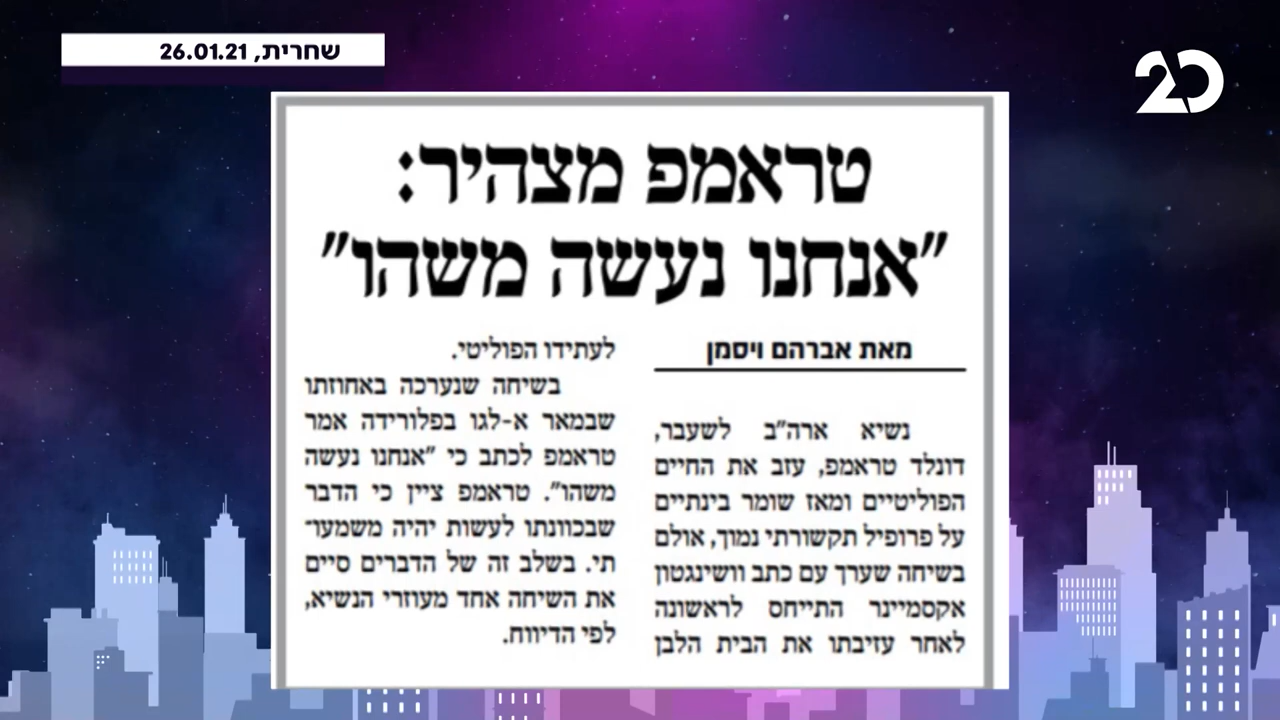 שחרית, 26.01.21
20
טראמפ מצהיר:
"אנחנו נעשה משהו"
מאת אברהם ויסמן
נשיא ארה"ב לשעבר,
דונלד טראמפ, עזב את החיים
הפוליטיים ומאז שומר בינתיים
על פרופיל תקשורתי נמוך, אולם
בשיחה שערך עם כתב וושינגטון
אקסמיינר התייחס לראשונה
לאחר עזיבתו את הבית הלבן
לעתידו הפוליטי.
בשיחה שנערכה באחוזתו
שבמאר א-לגו בפלורידה אמר
טראמפ לכתב כי "אנחנו נעשה
משהו". טראמפ ציין כי הדבר
שבכוונתו לעשות יהיה משמעו־
תי. בשלב זה של הדברים סיים
את השיחה אחד מעוזרי הנשיא,
לפי הדיווח.